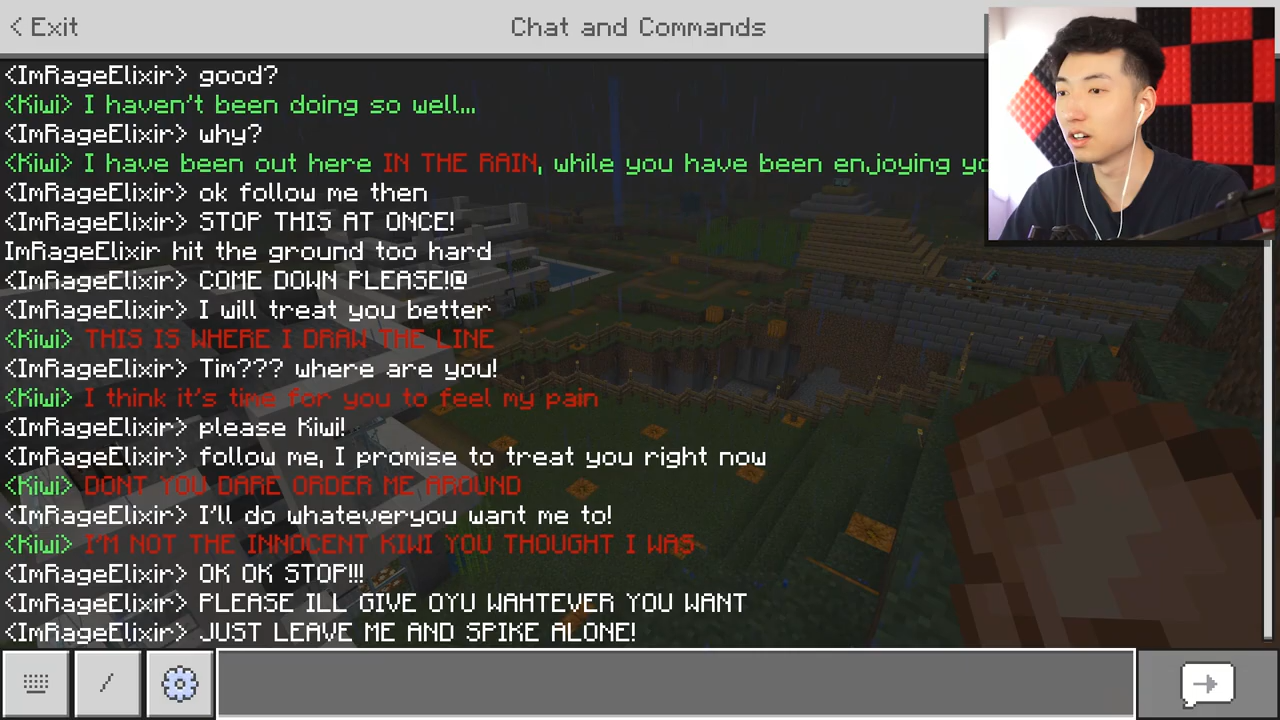 < Exit
Chat and Commands
<ImRageElixir> good?
<Kiwi> I haven't been doing so well...
<ImRageElixir> why?
<Kiwi> I have been out here IN THE RAIN, while you have been enjoying
<ImRageElixir> ok follow me then
<ImRageElixir> STOP THIS AT ONCE!
ImRageElixir hit the ground too hard
<ImRageElixir> COME DOWN PLEASE!@
<ImRageElixir> I will treat you better
<Kiwi> THIS IS WHERE I DRAW THE LINE
<ImRageElixir> Tim??? where are you!
<Kiwi> I think it's time for you to feel my pain
<ImRageElixir> please Kiwi!
<ImRageElixir> follow me, I promise to treat you right now
<Kiwi> DONT YOU DARE ORDER ME AROUND
<ImRageElixir> I'll do whateveryou want me to!
<Kiwi> I'M NOT THE INNOCENT KIWI YOU THOUGHT I WAS
<ImRageElixir> OK OK STOP!!!
<ImRageElixir> PLEASE ILL GIVE OYU WAHTEVER YOU WANT
<ImRageElixir> JUST LEAVE ME AND SPIKE ALONE!
/